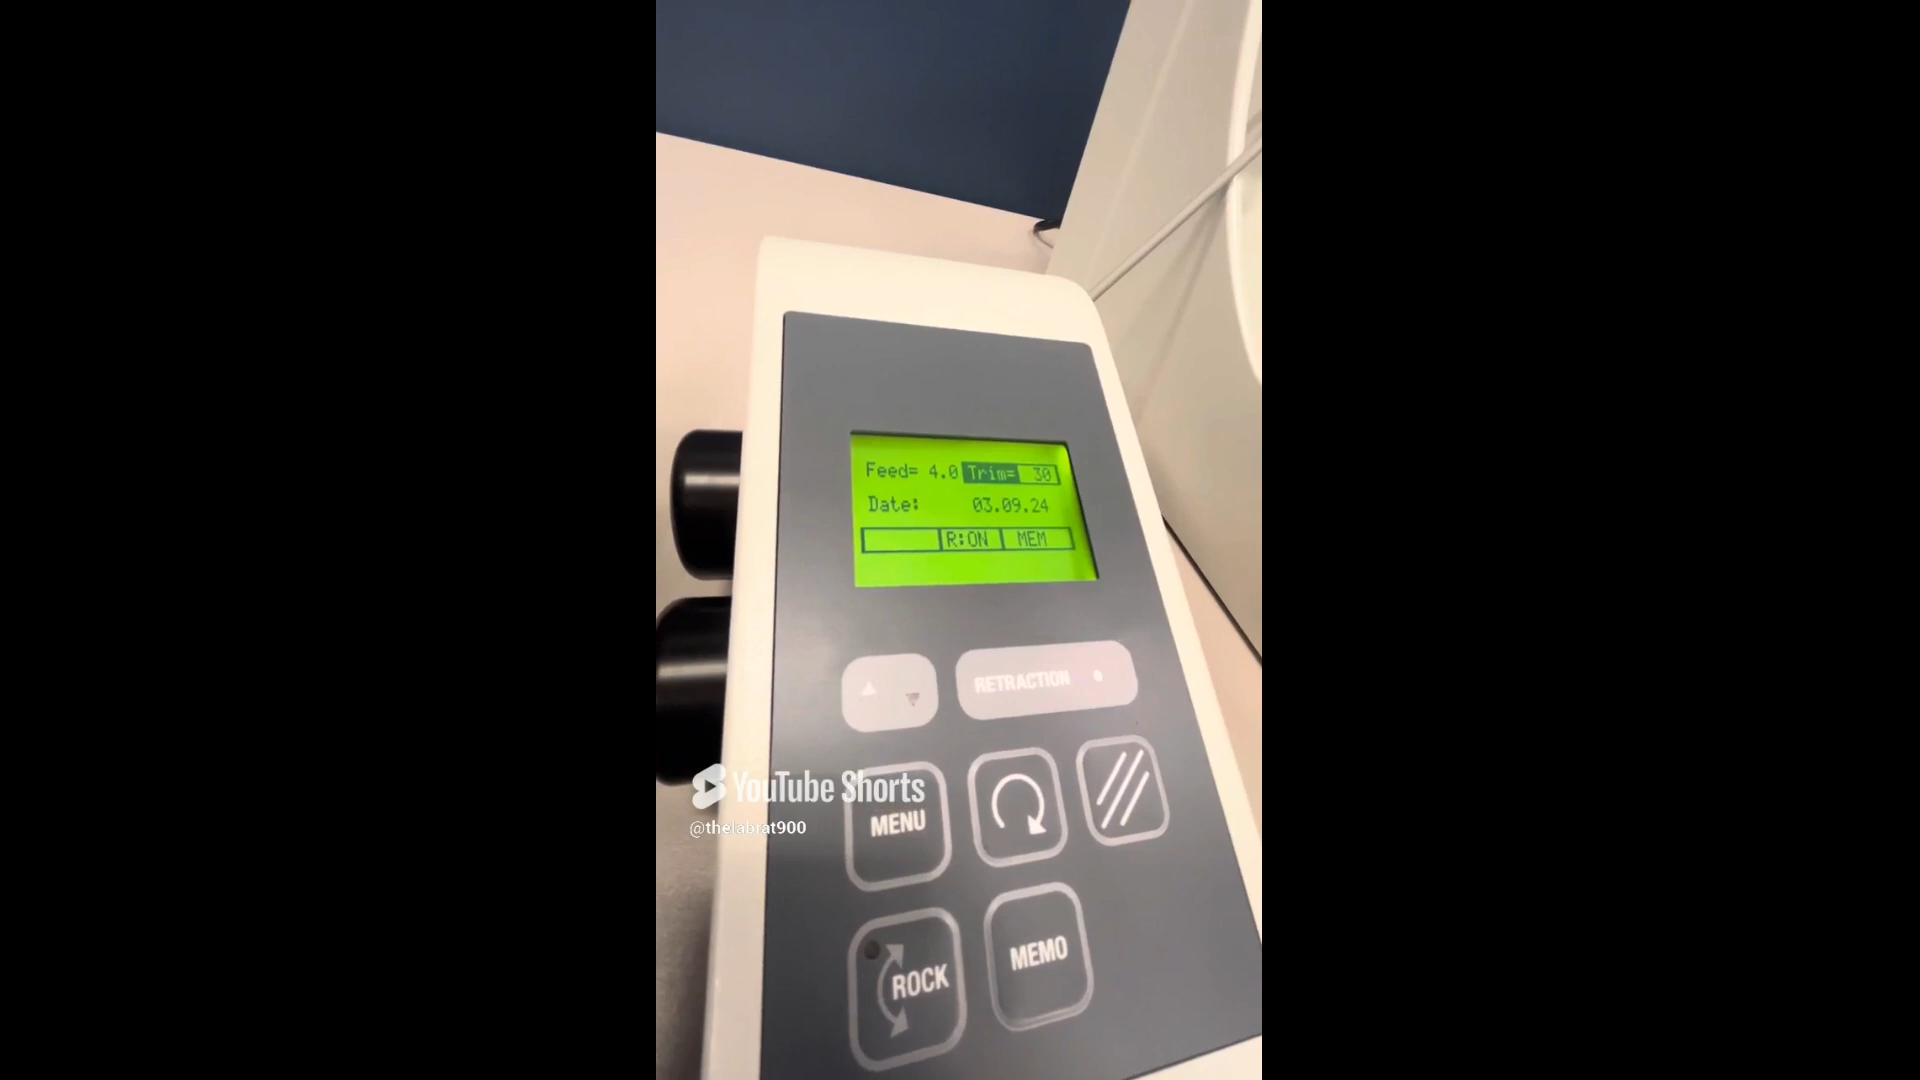 Feed= 4.0 Trim= 30
Date: 03.09.24
R:ON MEM
RETRACTION
YouTube Shorts
MENU
@thelabrat900
ROCK
MEMO